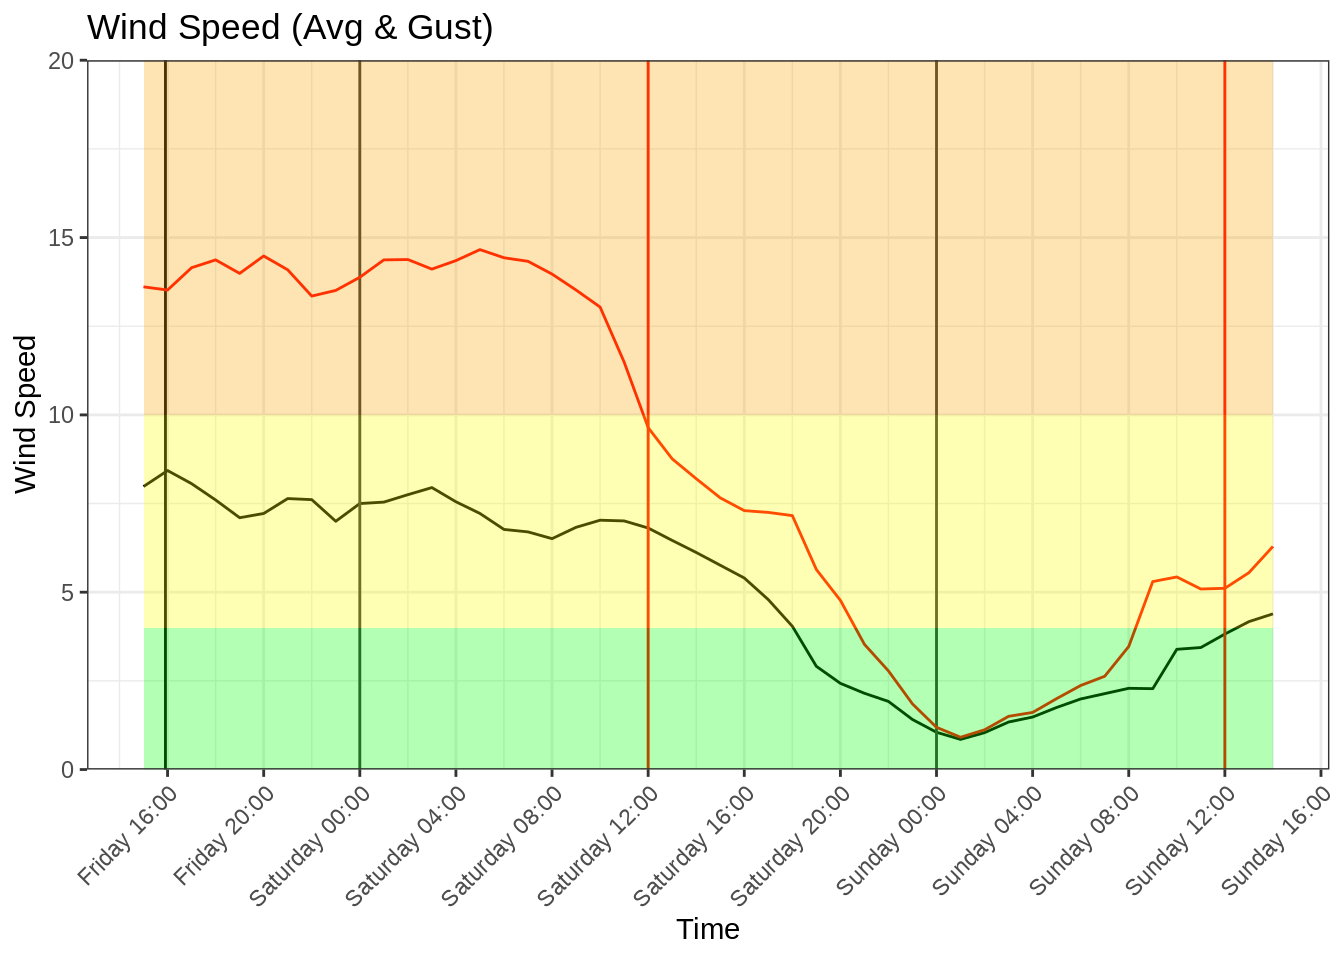 Wind Speed (Avg & Gust)
20
15
10
5
0
Wind Speed
Friday 16:00
Friday 20:00
Saturday 00:00
Saturday 04:00
Saturday 08:00
Saturday 12:00
Saturday 16:00
Saturday 20:00
Sunday 00:00
Sunday 04:00
Sunday 08:00
Sunday 12:00
Sunday 16:00
Time